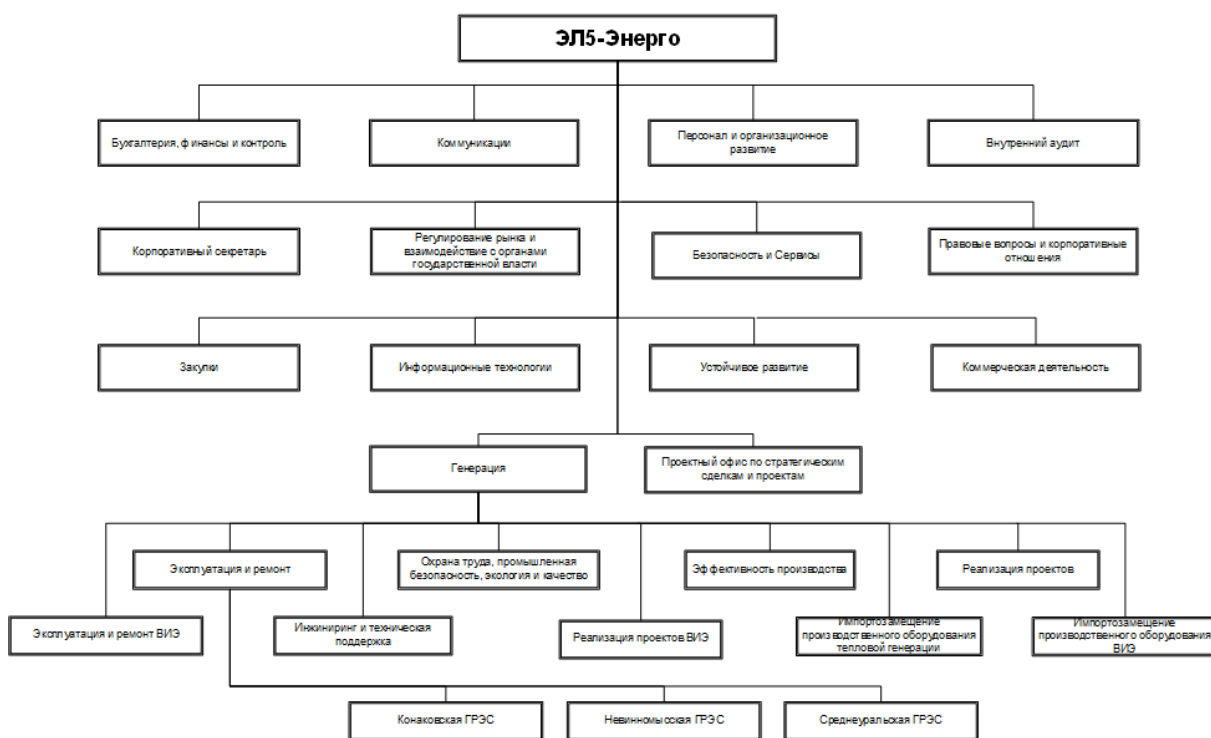 ЭЛ5-Энерго
Бухгалтерия, финансы и контроль
Коммуникации
Персонал и организационное
развитие
Внутренний аудит
Корпоративный секретарь
Регулирование рынка и
взаимодействие с органами
государственной власти
Безопасность и Сервисы
Правовые вопросы и корпоративные
отношения
Закупки
Информационные технологии
Устойчивое развитие
Коммерческая деятельность
Генерация
Проектный офис по стратегическим
сделкам и проектам
Эксплуатация и ремонт
Охрана труда, промышленная
безопасность, экология и качество
Эффективность производства
Реализация проектов
Эксплуатация и ремонт ВИЭ
Инжиниринг и техническая
поддержка
Реализация проектов ВИЭ
Импортозамещение
производственного оборудования
тепловой генерации
Импортозамещение
производственного оборудования
ВИЭ
Конаковская ГРЭС
Невинномысская ГРЭС
Среднеуральская ГРЭС